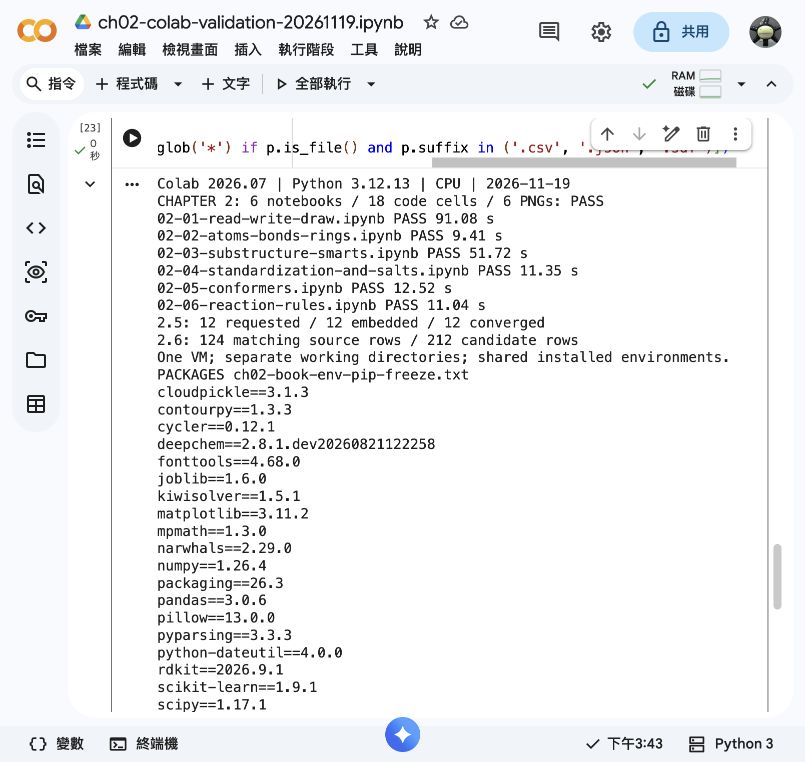 ch02-colab-validation-20261119.ipynb
檔案 編輯 檢視畫面 插入 執行階段 工具 說明
共用
指令 + 程式碼 + 文字 全部執行
RAM
磁碟
[23]
0
秒
glob('*') if p.is_file() and p.suffix in ('.csv',
Colab 2026.07 | Python 3.12.13 | CPU | 2026-11-19
CHAPTER 2: 6 notebooks / 18 code cells / 6 PNGs: PASS
02-01-read-write-draw.ipynb PASS 91.08 s
02-02-atoms-bonds-rings.ipynb PASS 9.41 s
02-03-substructure-smarts.ipynb PASS 51.72 s
02-04-standardization-and-salts.ipynb PASS 11.35 s
02-05-conformers.ipynb PASS 12.52 s
02-06-reaction-rules.ipynb PASS 11.04 s
2.5: 12 requested / 12 embedded / 12 converged
2.6: 124 matching source rows / 212 candidate rows
One VM; separate working directories; shared installed environments.
PACKAGES ch02-book-env-pip-freeze.txt
cloudpickle==3.1.3
contourpy==1.3.3
cycler==0.12.1
deepchem==2.8.1.dev20260821122258
fonttools==4.68.0
joblib==1.6.0
kiwisolver==1.5.1
matplotlib==3.11.2
mpmath==1.3.0
narwhals==2.29.0
numpy==1.26.4
packaging==26.3
pandas==3.0.6
pillow==13.0.0
pyparsing==3.3.3
python-dateutil==4.0.0
rdkit==2026.9.1
scikit-learn==1.9.1
scipy==1.17.1
變數 終端機 下午3:43 Python 3